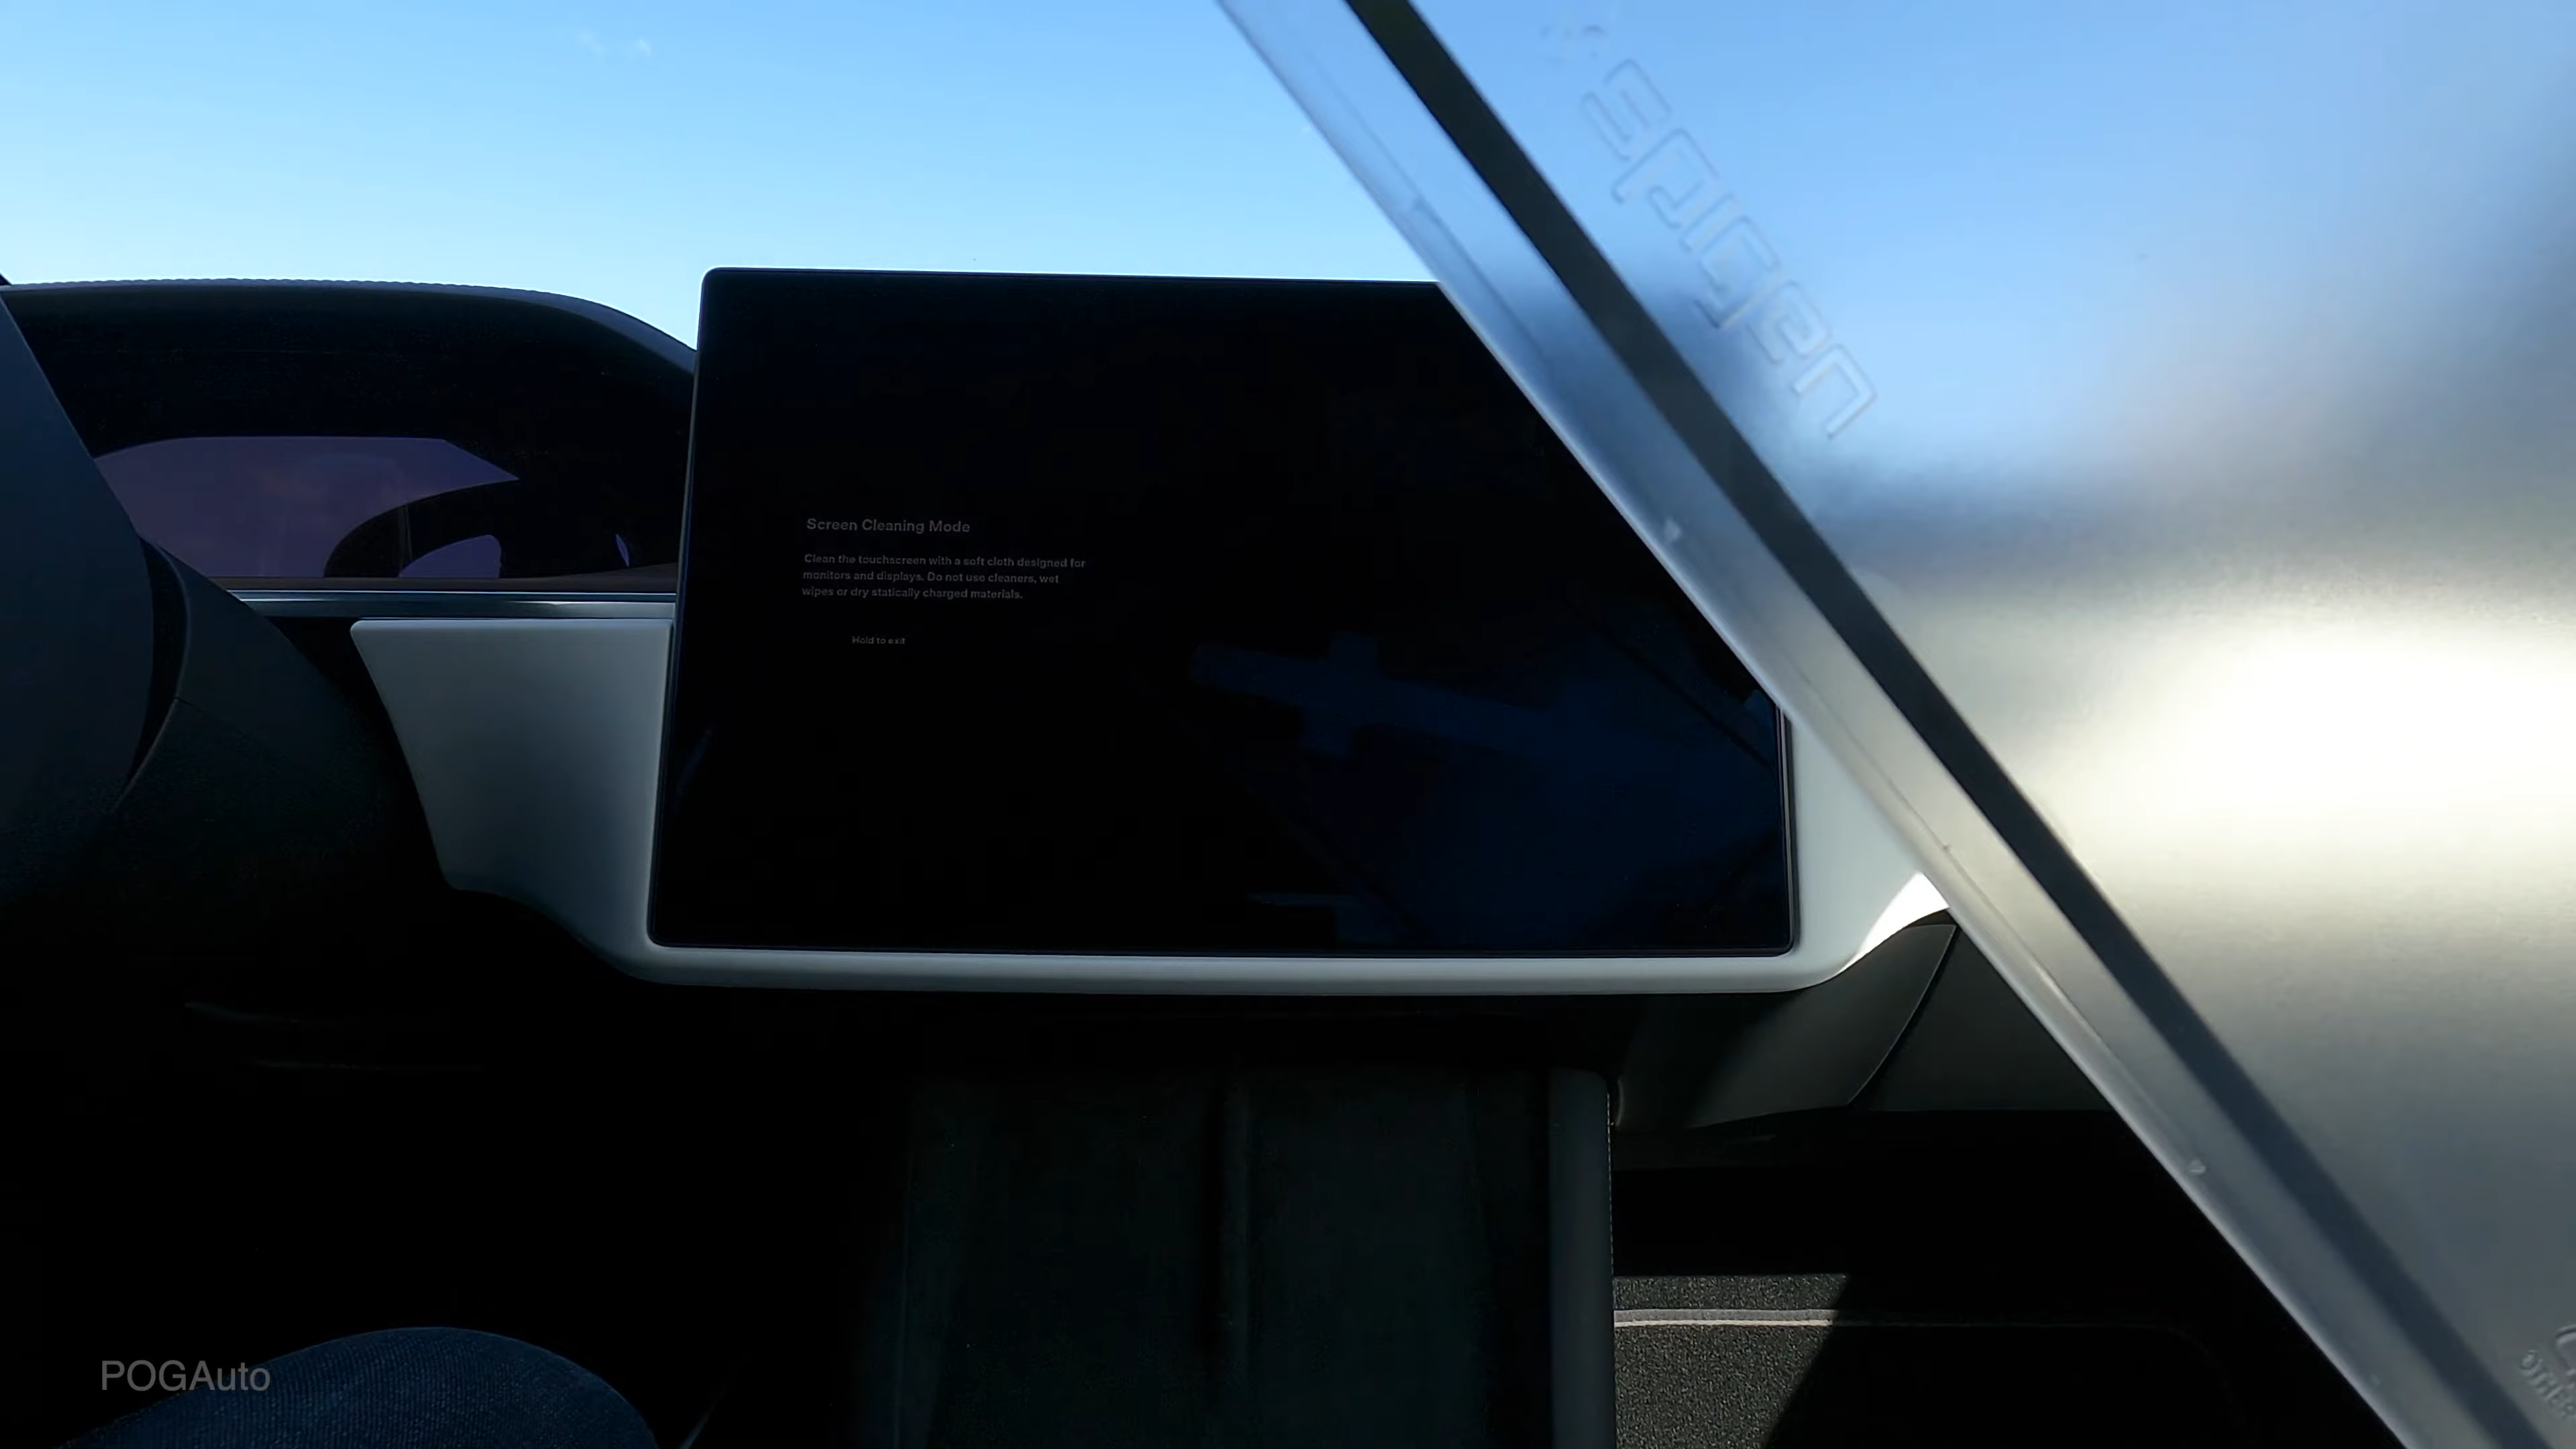 spigen
Screen Cleaning Mode
Clean the touchscreen with a soft cloth designed for
monitors and displays. Do not use cleaners, wet
wipes or dry statically charged materials.
Hold to exit
POGAuto